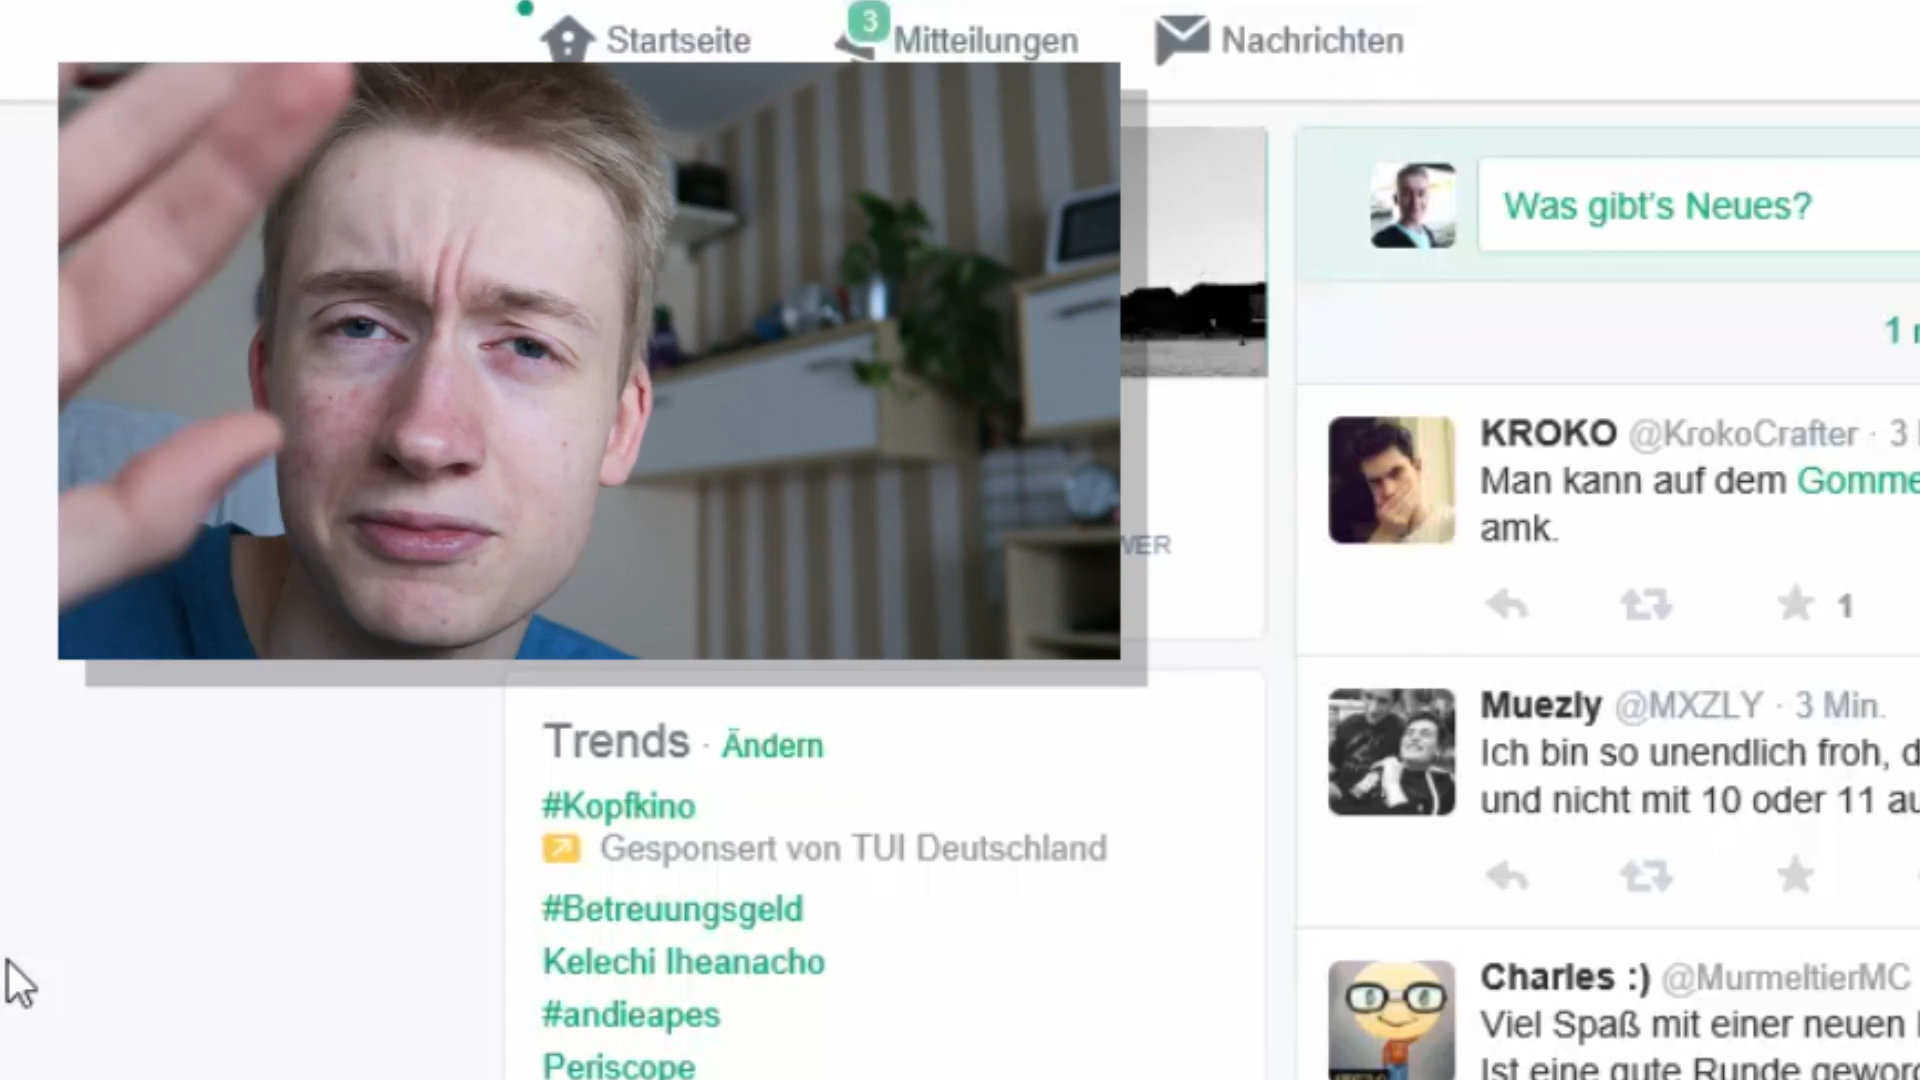 3
Startseite
Mitteilungen
Nachrichten
Was gibt's Neues?
1
KROKO @KrokoCrafter · 3
Man kann auf dem Gomme
amk.
1
Muezly @MXZLY · 3 Min.
Ich bin so unendlich froh, d
und nicht mit 10 oder 11 au
Charles :) @MurmeltierMC
Viel Spaß mit einer neuen
Ist eine gute Runde geword
Trends · Ändern
#Kopfkino
Gesponsert von TUI Deutschland
#Betreuungsgeld
Kelechi Iheanacho
#andieapes
Periscope